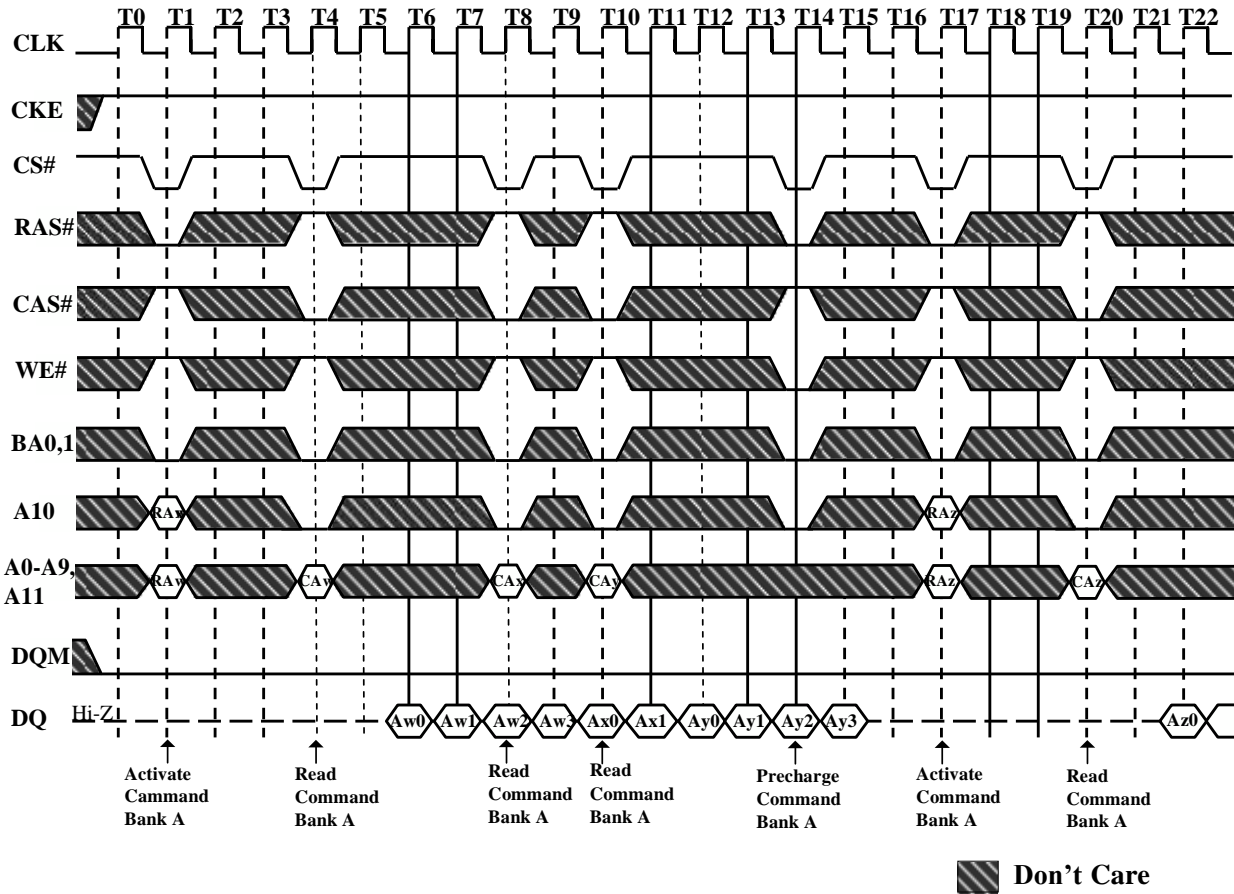 T0 T1 T2 T3 T4 T5 T6 T7 T8 T9 T10 T11 T12 T13 T14 T15 T16 T17 T18 T19 T20 T21 T22
CLK
CKE
CS#
RAS#
CAS#
WE#
BA0,1
A10 RAx RAz
A0-A9,
A11
RAw CAw CAx CAy RAz CAz
DQM
DQ Hi-Z Aw0 Aw1 Aw2 Aw3 Ax0 Ax1 Ay0 Ay1 Ay2 Ay3 Az0
Activate
Cammand
Bank A
Read
Command
Bank A
Read
Command
Bank A
Read
Command
Bank A
Precharge
Command
Bank A
Activate
Command
Bank A
Read
Command
Bank A
Don't Care